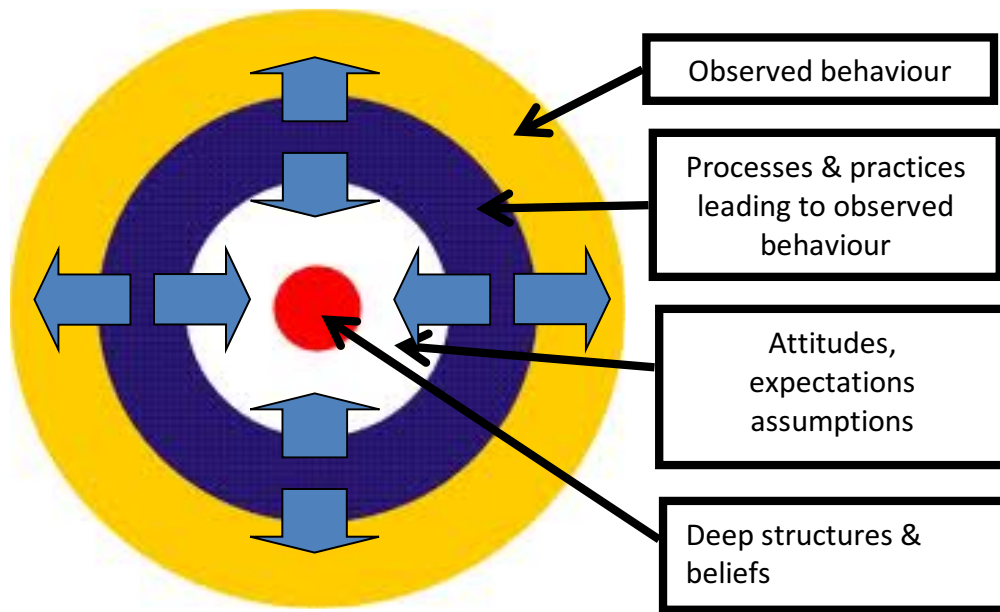 Observed behaviour
Processes & practices
leading to observed
behaviour
Attitudes,
expectations
assumptions
Deep structures &
beliefs